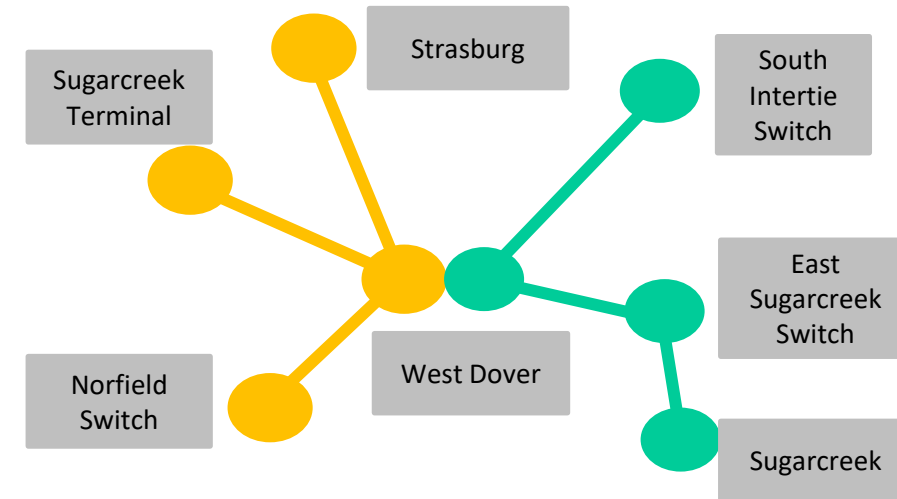 Strasburg
Sugarcreek
Terminal
South
Intertie
Switch
East
Sugarcreek
Switch
West Dover
Norfield
Switch
Sugarcreek